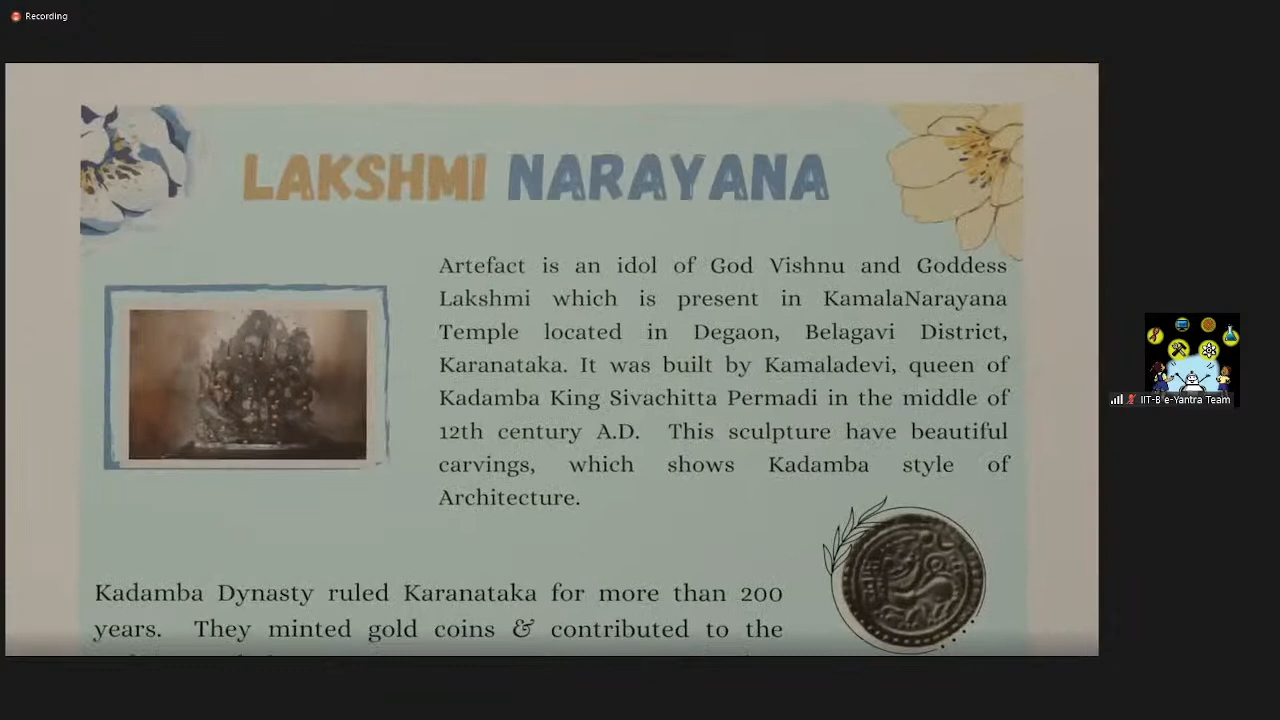 Recording
LAKSHMI NARAYANA
Artefact is an idol of God Vishnu and Goddess
Lakshmi which is present in KamalaNarayana
Temple located in Degaon, Belagavi District,
Karanataka. It was built by Kamaladevi, queen of
Kadamba King Sivachitta Permadi in the middle of
12th century A.D. This sculpture have beautiful
carvings, which shows Kadamba style of
Architecture.
Kadamba Dynasty ruled Karanataka for more than 200
years. They minted gold coins & contributed to the
IIT-B e-Yantra Team